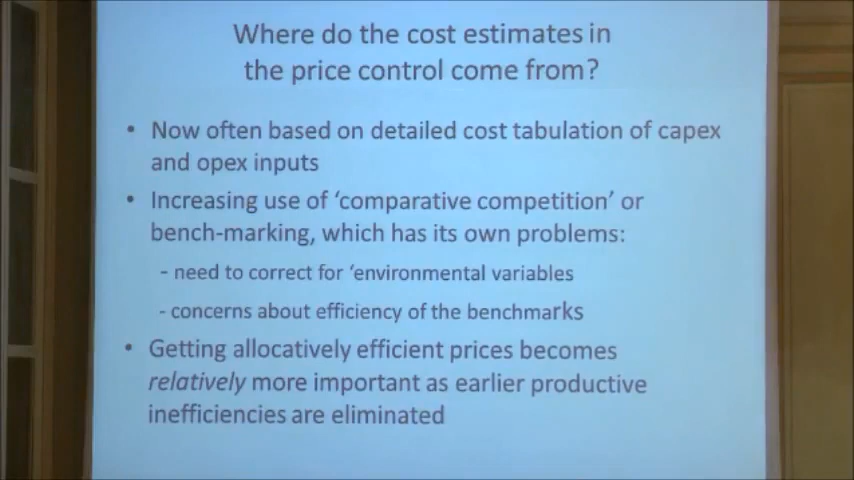 Where do the cost estimates in
the price control come from?
• Now often based on detailed cost tabulation of capex
and opex inputs
• Increasing use of ‘comparative competition’ or
bench-marking, which has its own problems:
- need to correct for ‘environmental variables
- concerns about efficiency of the benchmarks
• Getting allocatively efficient prices becomes
relatively more important as earlier productive
inefficiencies are eliminated